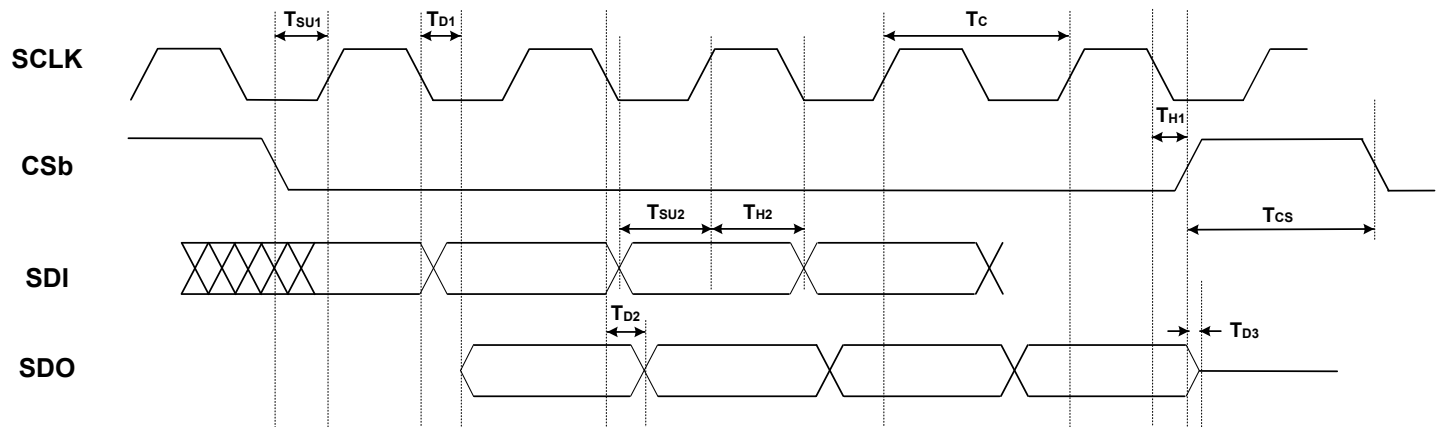 TSU1
TD1
TC
SCLK
TH1
CSb
TSU2
TH2
TCS
SDI
TD2
TD3
SDO